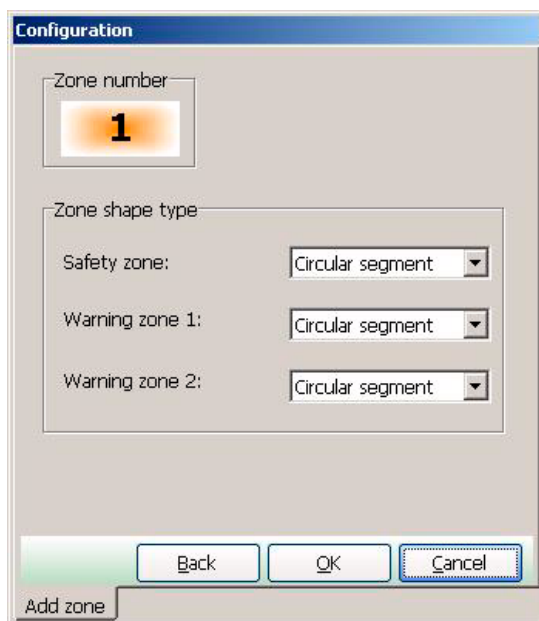 Configuration
Zone number
1
Zone shape type
Safety zone: Circular segment
Warning zone 1: Circular segment
Warning zone 2: Circular segment
Back OK Cancel
Add zone